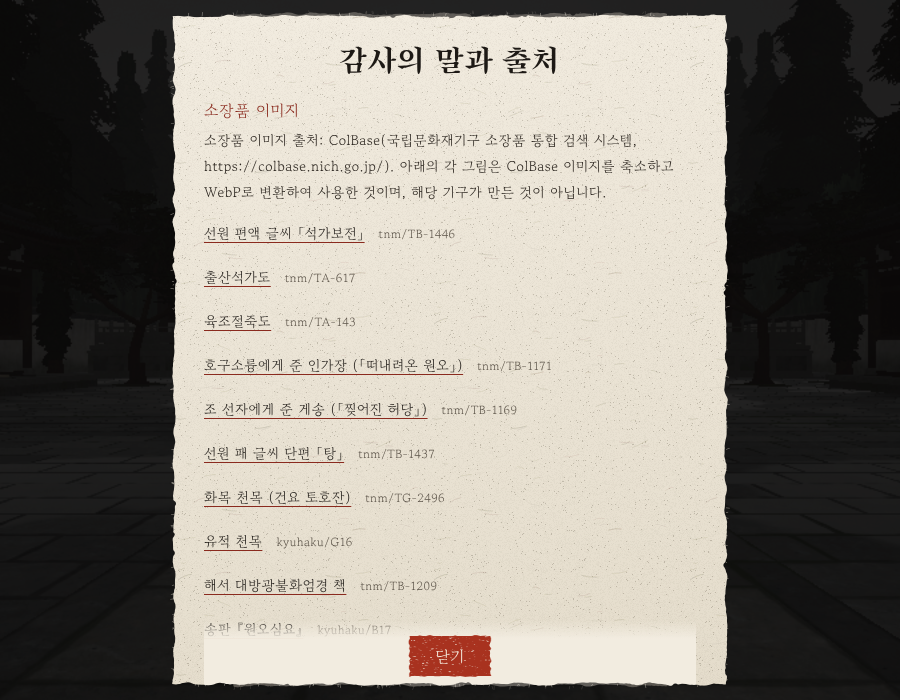 감사의 말과 출처
소장품 이미지
소장품 이미지 출처: ColBase(국립문화재기구 소장품 통합 검색 시스템,
https://colbase.nich.go.jp/). 아래의 각 그림은 ColBase 이미지를 축소하고
WebP로 변환하여 사용한 것이며, 해당 기구가 만든 것이 아닙니다.
선원 편액 글씨 「석가보전」 tnm/TB-1446
출산석가도 tnm/TA-617
육조절죽도 tnm/TA-143
호구소륭에게 준 인가장 (「떠내려온 원오」) tnm/TB-1171
조 선자에게 준 게송 (「찢어진 허당」) tnm/TB-1169
선원 패 글씨 단편 「탕」 tnm/TB-1437
화목 천목 (건요 토호잔) tnm/TG-2496
유적 천목 kyuhaku/G16
해서 대방광불화엄경 책 tnm/TB-1209
송판 『원오심요』 kyuhaku/B17
닫기